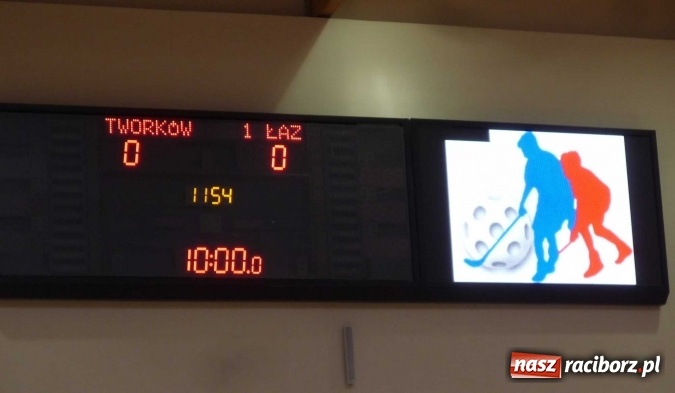 TWORKÓW 1 ŁAZ
0 0
1154
10:00.0
nasz raciborz.pl